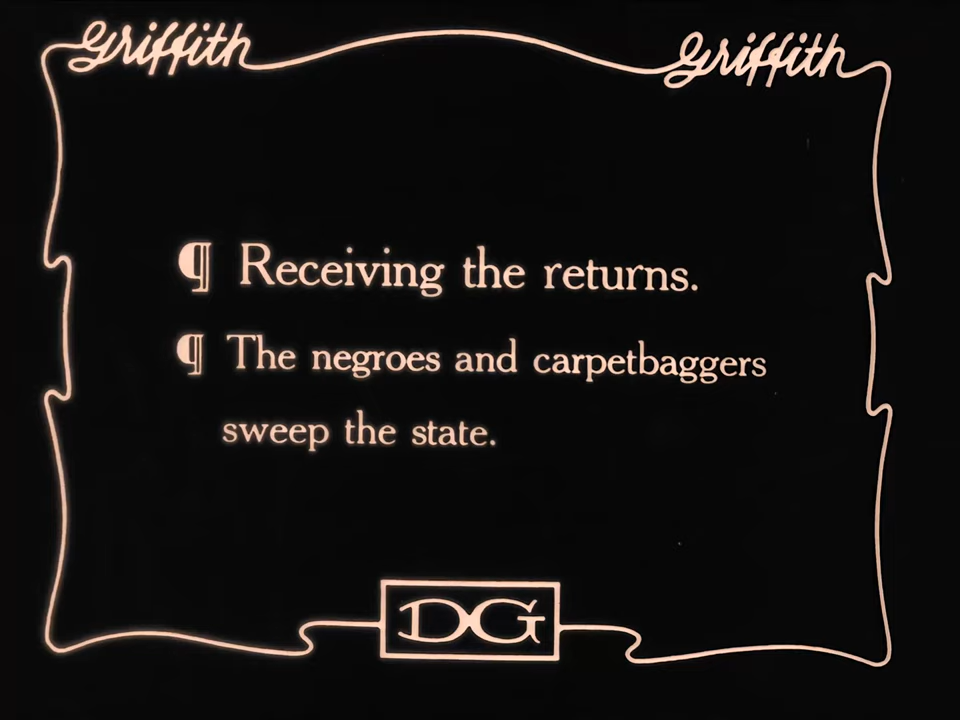 Griffith Griffith
¶ Receiving the returns.
¶ The negroes and carpetbaggers
sweep the state.
DG